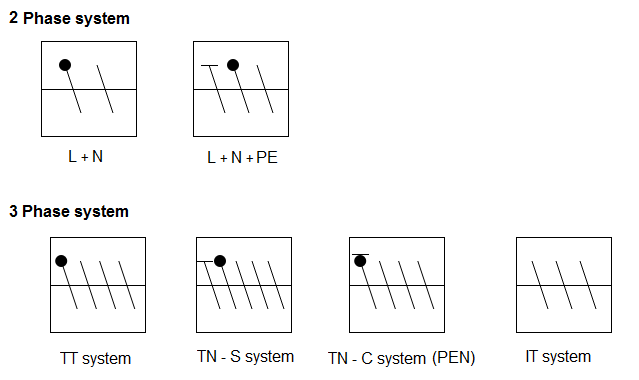 2 Phase system
L + N
L + N + PE
3 Phase system
TT system
TN - S system
TN - C system (PEN)
IT system